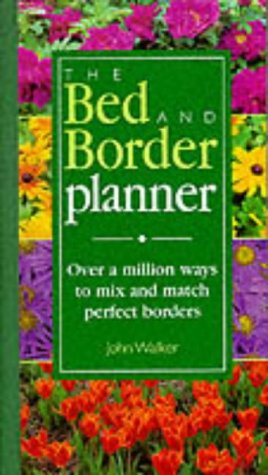 THE
Bed AND
Border
planner
Over a million ways
to mix and match
perfect borders
John Walker